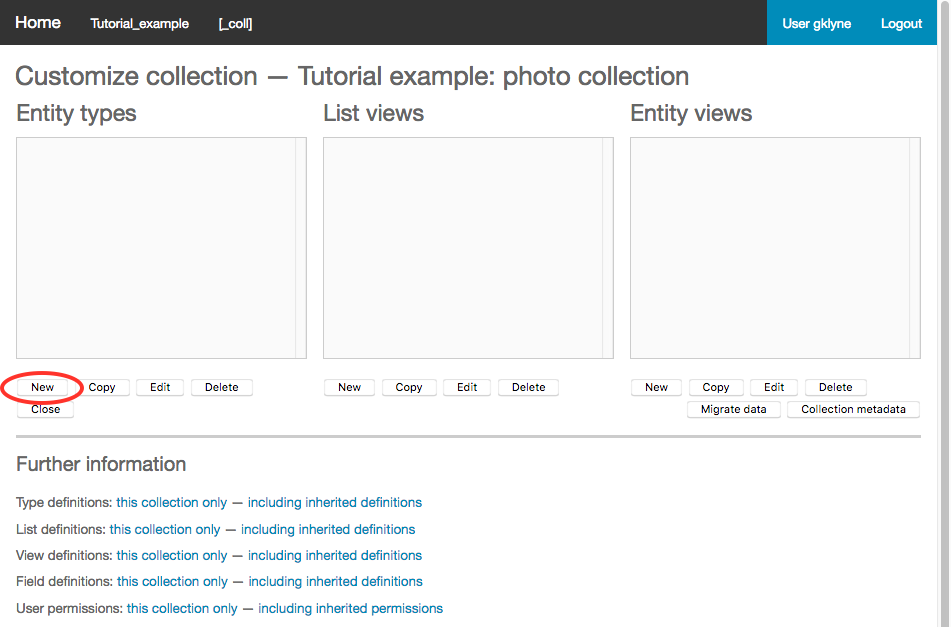 Home Tutorial_example [_coll] User gklyne Logout
Customize collection — Tutorial example: photo collection
Entity types List views Entity views
New Copy Edit Delete New Copy Edit Delete New Copy Edit Delete
Close Migrate data Collection metadata
Further information
Type definitions: this collection only — including inherited definitions
List definitions: this collection only — including inherited definitions
View definitions: this collection only — including inherited definitions
Field definitions: this collection only — including inherited definitions
User permissions: this collection only — including inherited permissions